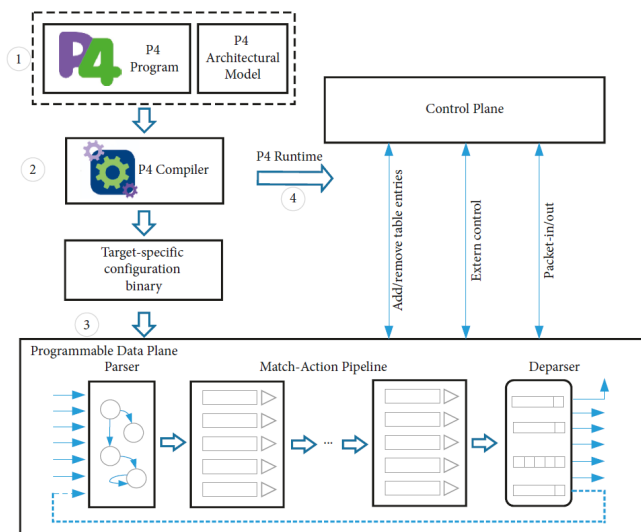 1
P4
P4
Program
P4
Architectural
Model
2
P4 Compiler
P4 Runtime
4
Control Plane
Target-specific
configuration
binary
Add/remove table entries
Extern control
Packet-in/out
3
Programmable Data Plane
Parser
Match-Action Pipeline
Deparser
...